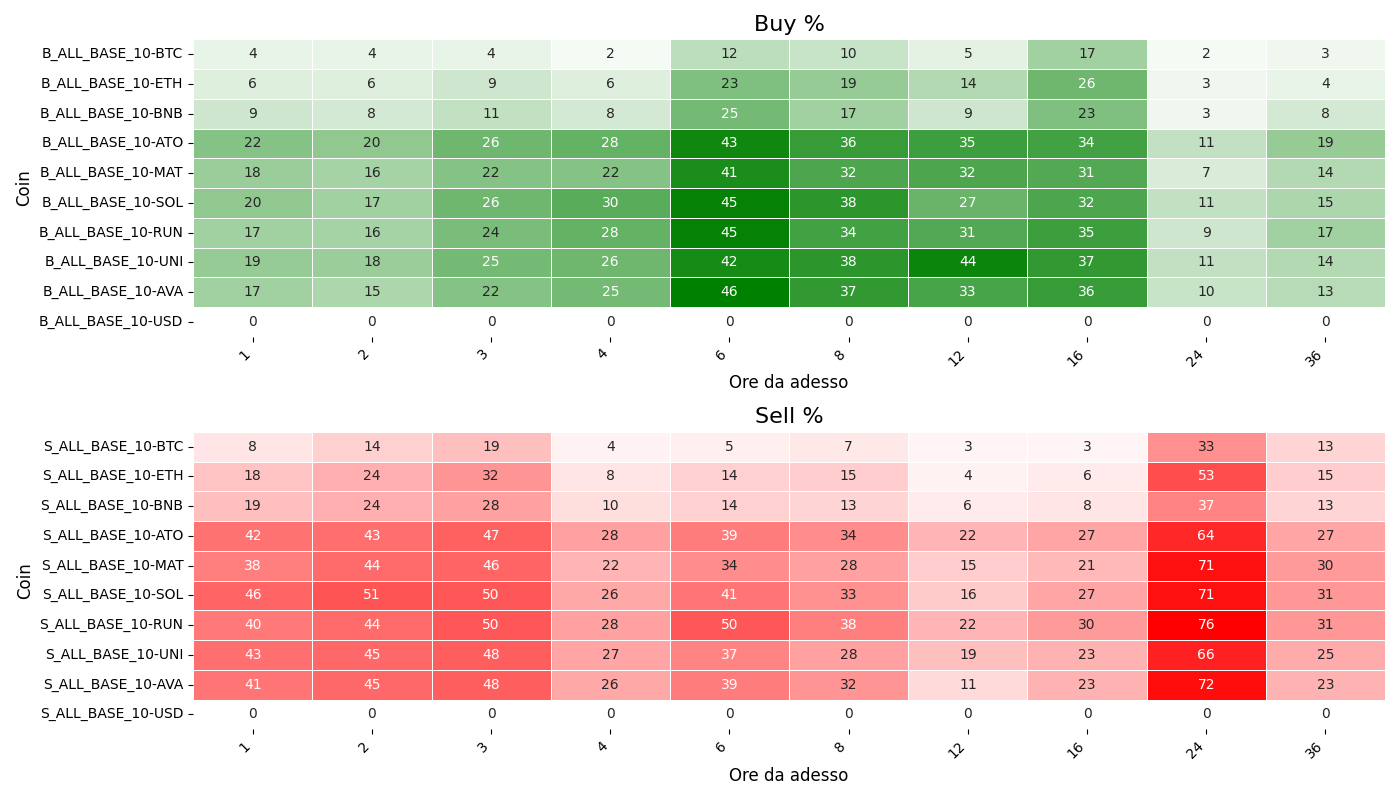 Buy %
Coin
B_ALL_BASE_10-BTC 4 4 4 2 12 10 5 17 2 3
B_ALL_BASE_10-ETH 6 6 9 6 23 19 14 26 3 4
B_ALL_BASE_10-BNB 9 8 11 8 25 17 9 23 3 8
B_ALL_BASE_10-ATO 22 20 26 28 43 36 35 34 11 19
B_ALL_BASE_10-MAT 18 16 22 22 41 32 32 31 7 14
B_ALL_BASE_10-SOL 20 17 26 30 45 38 27 32 11 15
B_ALL_BASE_10-RUN 17 16 24 28 45 34 31 35 9 17
B_ALL_BASE_10-UNI 19 18 25 26 42 38 44 37 11 14
B_ALL_BASE_10-AVA 17 15 22 25 46 37 33 36 10 13
B_ALL_BASE_10-USD 0 0 0 0 0 0 0 0 0 0
1 2 3 4 6 8 12 16 24 36
Ore da adesso
Sell %
Coin
S_ALL_BASE_10-BTC 8 14 19 4 5 7 3 3 33 13
S_ALL_BASE_10-ETH 18 24 32 8 14 15 4 6 53 15
S_ALL_BASE_10-BNB 19 24 28 10 14 13 6 8 37 13
S_ALL_BASE_10-ATO 42 43 47 28 39 34 22 27 64 27
S_ALL_BASE_10-MAT 38 44 46 22 34 28 15 21 71 30
S_ALL_BASE_10-SOL 46 51 50 26 41 33 16 27 71 31
S_ALL_BASE_10-RUN 40 44 50 28 50 38 22 30 76 31
S_ALL_BASE_10-UNI 43 45 48 27 37 28 19 23 66 25
S_ALL_BASE_10-AVA 41 45 48 26 39 32 11 23 72 23
S_ALL_BASE_10-USD 0 0 0 0 0 0 0 0 0 0
1 2 3 4 6 8 12 16 24 36
Ore da adesso